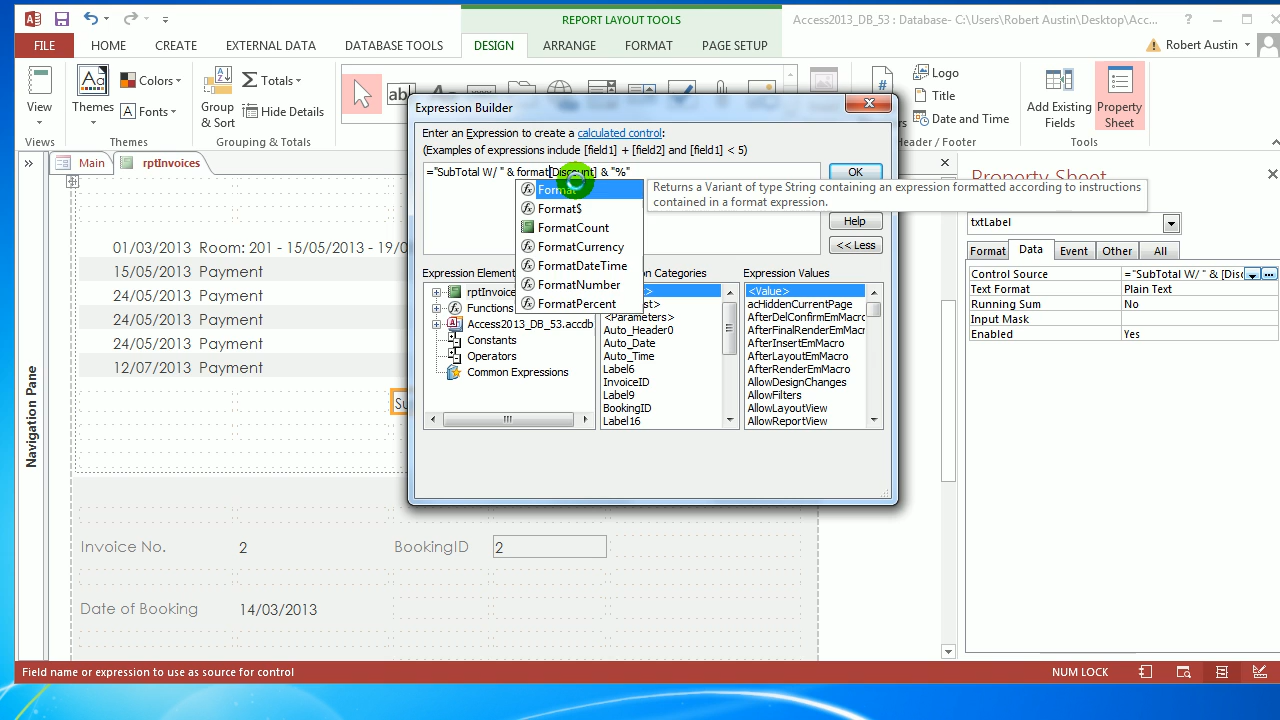 REPORT LAYOUT TOOLS
Access2013_DB_53 : Database- C:\Users\Robert Austin\Desktop\Acc...
FILE HOME CREATE EXTERNAL DATA DATABASE TOOLS DESIGN ARRANGE FORMAT PAGE SETUP Robert Austin
View
Views
Themes
Colors
Fonts
Themes
Group & Sort
Totals
Hide Details
Grouping & Totals
ab
Logo
Title
Date and Time
Header / Footer
Add Existing Fields
Property Sheet
Tools
Main
rptInvoices
Navigation Pane
01/03/2013 Room: 201 - 15/05/2013 - 19/0
15/05/2013 Payment
24/05/2013 Payment
24/05/2013 Payment
24/05/2013 Payment
12/07/2013 Payment
Su
Invoice No. 2 BookingID 2
Date of Booking 14/03/2013
Expression Builder
Enter an Expression to create a calculated control:
(Examples of expressions include [field1] + [field2] and [field1] < 5)
="SubTotal W/ " & format[Discount] & "%"
OK
Help
<< Less
Format
Format$
FormatCount
FormatCurrency
FormatDateTime
FormatNumber
FormatPercent
Returns a Variant of type String containing an expression formatted according to instructions
contained in a format expression.
Expression Elements
rptInvoice
Functions
Access2013_DB_53.accdb
Constants
Operators
Common Expressions
Categories
<Parameters>
Auto_Header0
Auto_Date
Auto_Time
Label6
InvoiceID
Label9
BookingID
Label16
Expression Values
<Value>
acHiddenCurrentPage
AfterDelConfirmEmMacro
AfterFinalRenderEmMacr
AfterInsertEmMacro
AfterLayoutEmMacro
AfterRenderEmMacro
AllowDesignChanges
AllowFilters
AllowLayoutView
AllowReportView
Property Sheet
txtLabel
Format Data Event Other All
Control Source ="SubTotal W/ " & [Disc
Text Format Plain Text
Running Sum No
Input Mask
Enabled Yes
Field name or expression to use as source for control
NUM LOCK